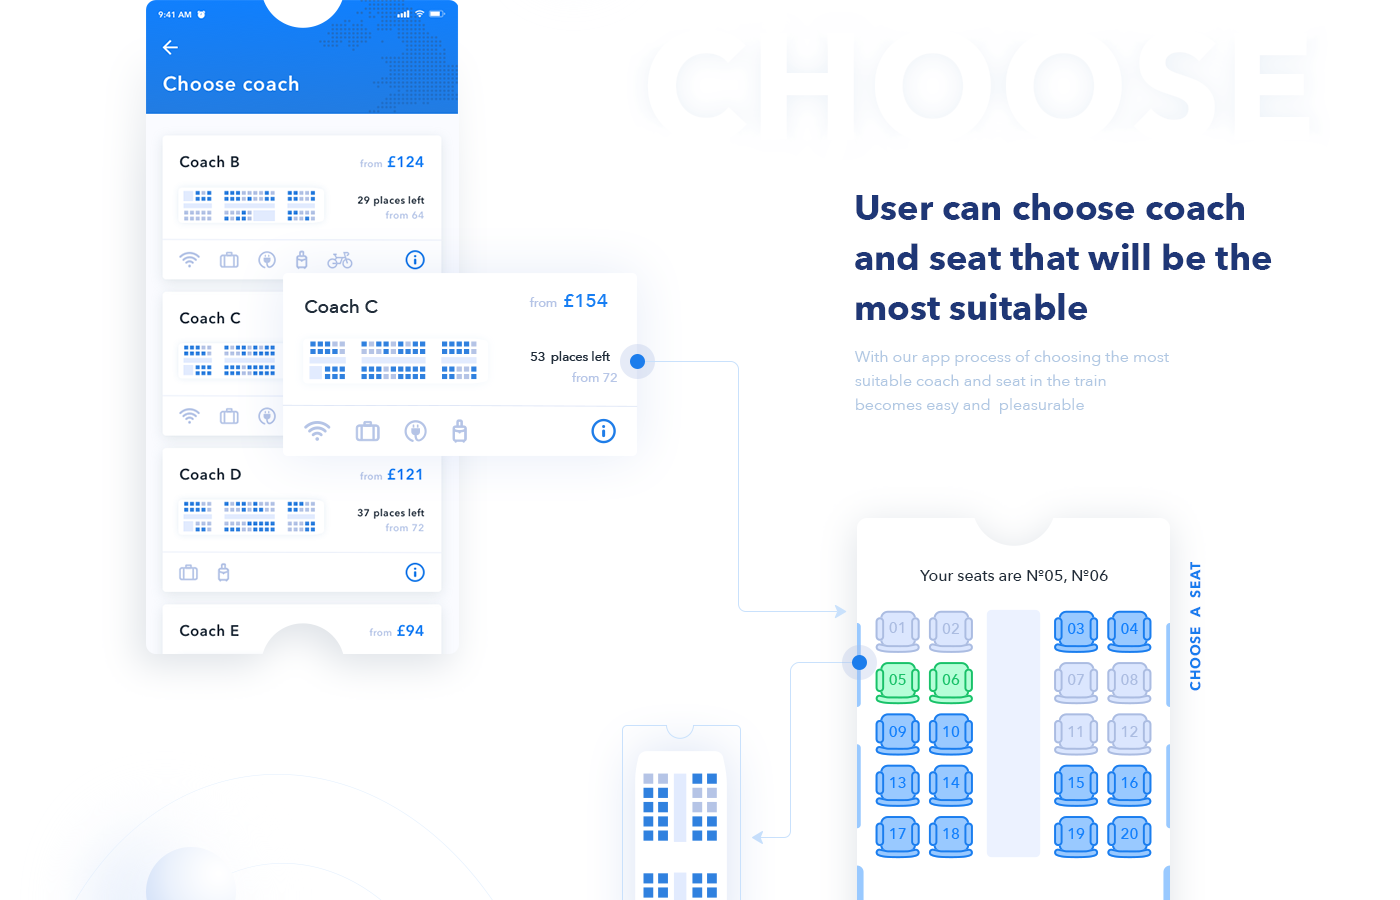 9:41 AM
Choose coach
Coach B
from £124
29 places left
from 64
Coach C
Coach C
from £154
53 places left
from 72
Coach D
from £121
37 places left
from 72
Coach E
from £94
CHOOSE
User can choose coach
and seat that will be the
most suitable
With our app process of choosing the most
suitable coach and seat in the train
becomes easy and pleasurable
Your seats are Nº05, Nº06
01 02 03 04
05 06 07 08
09 10 11 12
13 14 15 16
17 18 19 20
CHOOSE A SEAT